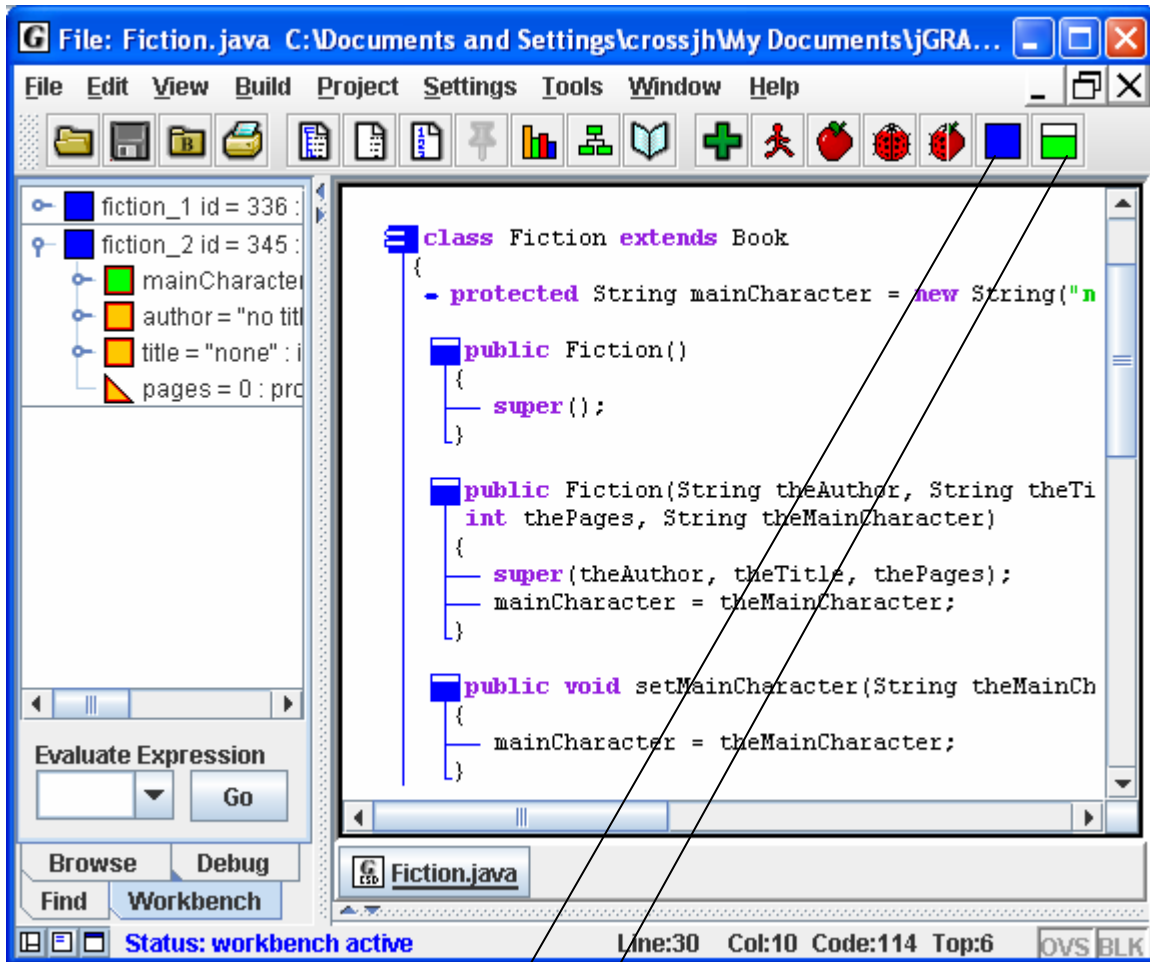 File: Fiction.java C:\Documents and Settings\crossjh\My Documents\jGRA...
File Edit View Build Project Settings Tools Window Help
fiction_1 id = 336 :
fiction_2 id = 345 :
mainCharacter
author = "no titl
title = "none" : i
pages = 0 : pro
Evaluate Expression
Go
Browse Debug
Find Workbench
class Fiction extends Book
{
protected String mainCharacter = new String("n
public Fiction()
{
super();
}
public Fiction(String theAuthor, String theTi
int thePages, String theMainCharacter)
{
super(theAuthor, theTitle, thePages);
mainCharacter = theMainCharacter;
}
public void setMainCharacter(String theMainCh
{
mainCharacter = theMainCharacter;
}
Fiction.java
Status: workbench active Line:30 Col:10 Code:114 Top:6 OVS BLK